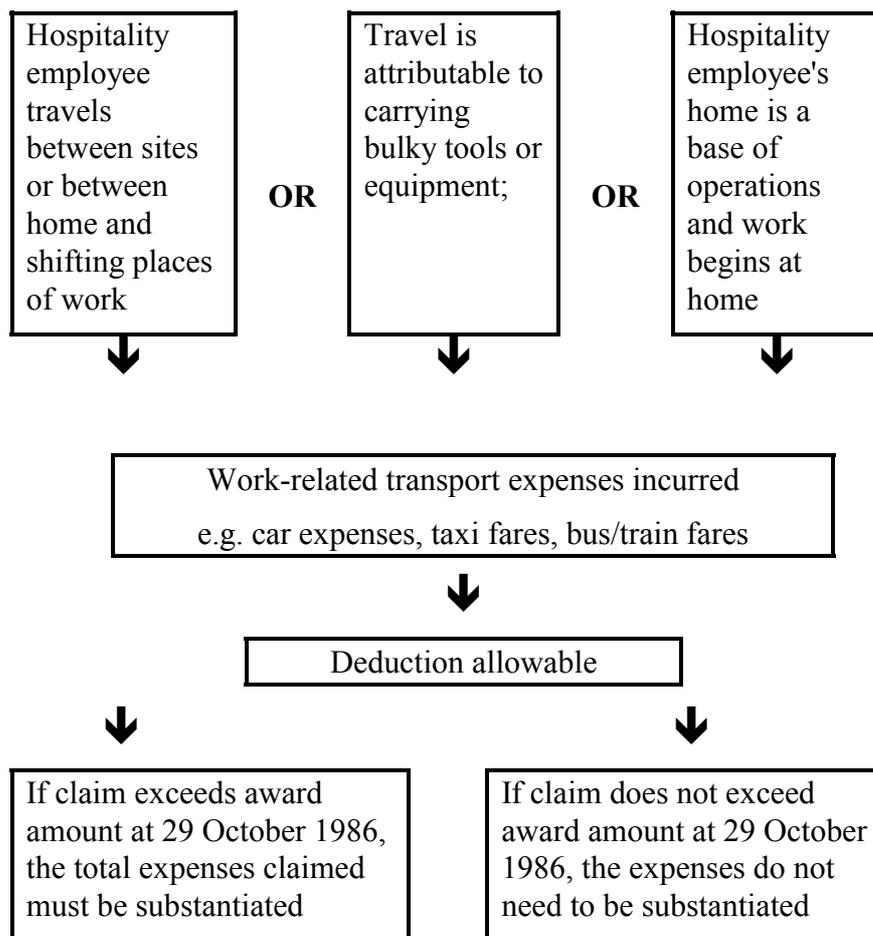 Hospitality
employee
travels
between sites
or between
home and
shifting places
of work
OR
Travel is
attributable to
carrying
bulky tools or
equipment;
OR
Hospitality
employee's
home is a
base of
operations
and work
begins at
home
Work-related transport expenses incurred
e.g. car expenses, taxi fares, bus/train fares
Deduction allowable
If claim exceeds award
amount at 29 October 1986,
the total expenses claimed
must be substantiated
If claim does not exceed
award amount at 29 October
1986, the expenses do not
need to be substantiated